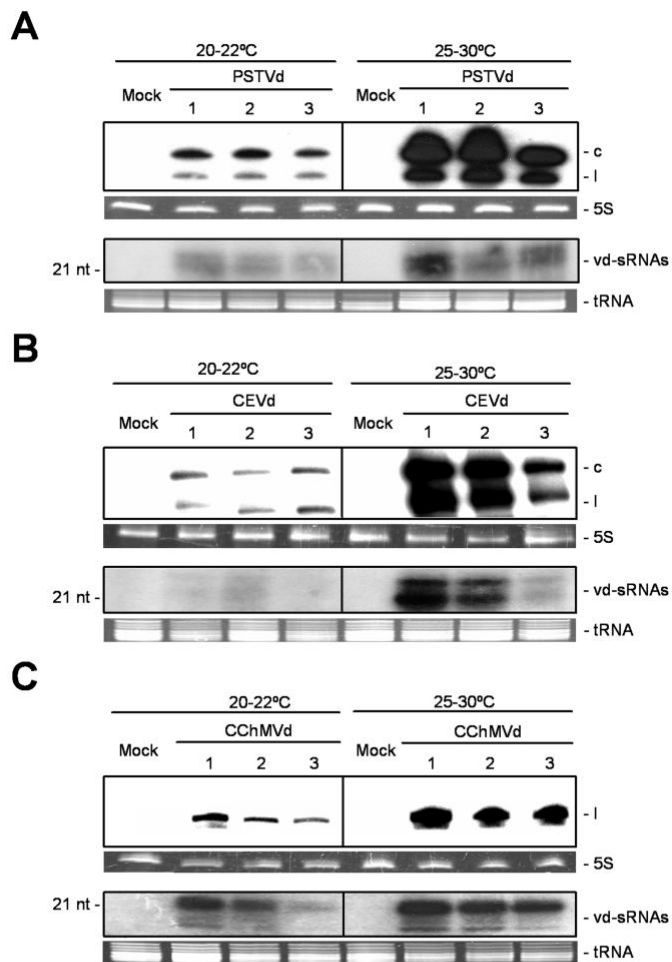 A
20-22ºC 25-30ºC
PSTVd PSTVd
Mock Mock
1 2 3 1 2 3
- c
- l
- 5S
21 nt - - vd-sRNAs
- tRNA
B
20-22ºC 25-30ºC
CEVd CEVd
Mock Mock
1 2 3 1 2 3
- c
- l
- 5S
21 nt - - vd-sRNAs
- tRNA
C
20-22ºC 25-30ºC
CChMVd CChMVd
Mock Mock
1 2 3 1 2 3
- l
- 5S
21 nt - - vd-sRNAs
- tRNA